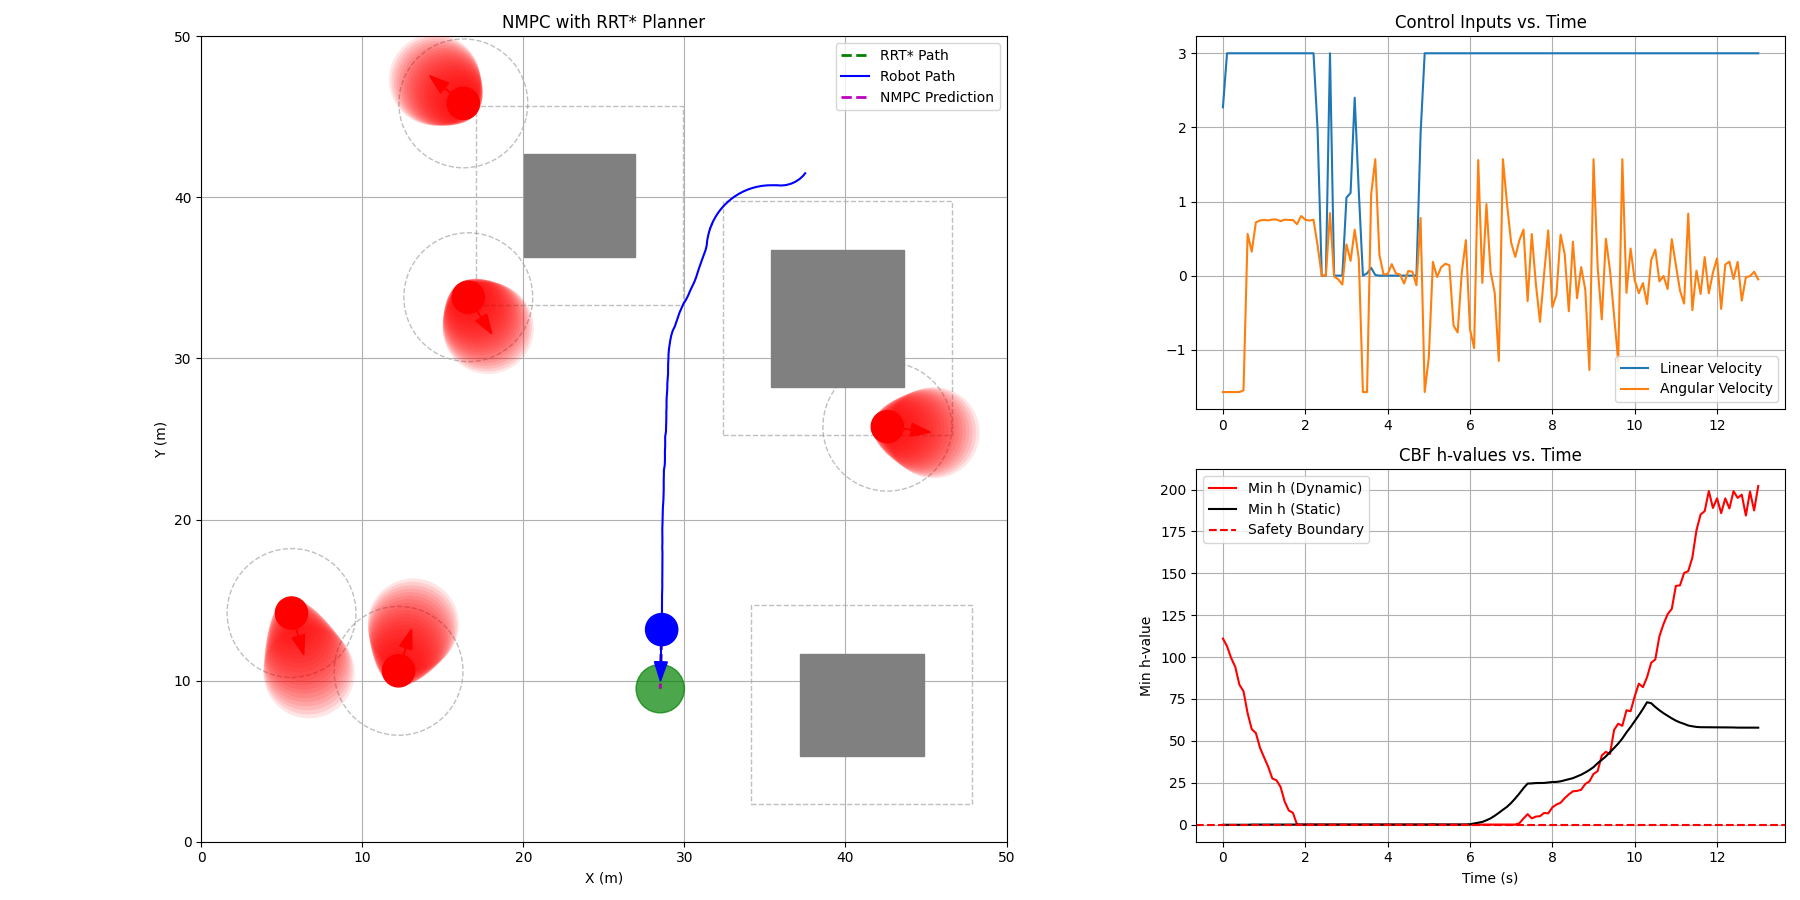 NMPC with RRT* Planner
50
40
30
20
10
0
Y (m)
RRT* Path
Robot Path
NMPC Prediction
0 10 20 30 40 50
X (m)
Control Inputs vs. Time
3
2
1
0
−1
Linear Velocity
Angular Velocity
0 2 4 6 8 10 12
CBF h-values vs. Time
200
175
150
125
100
75
50
25
0
Min h-value
Min h (Dynamic)
Min h (Static)
Safety Boundary
0 2 4 6 8 10 12
Time (s)